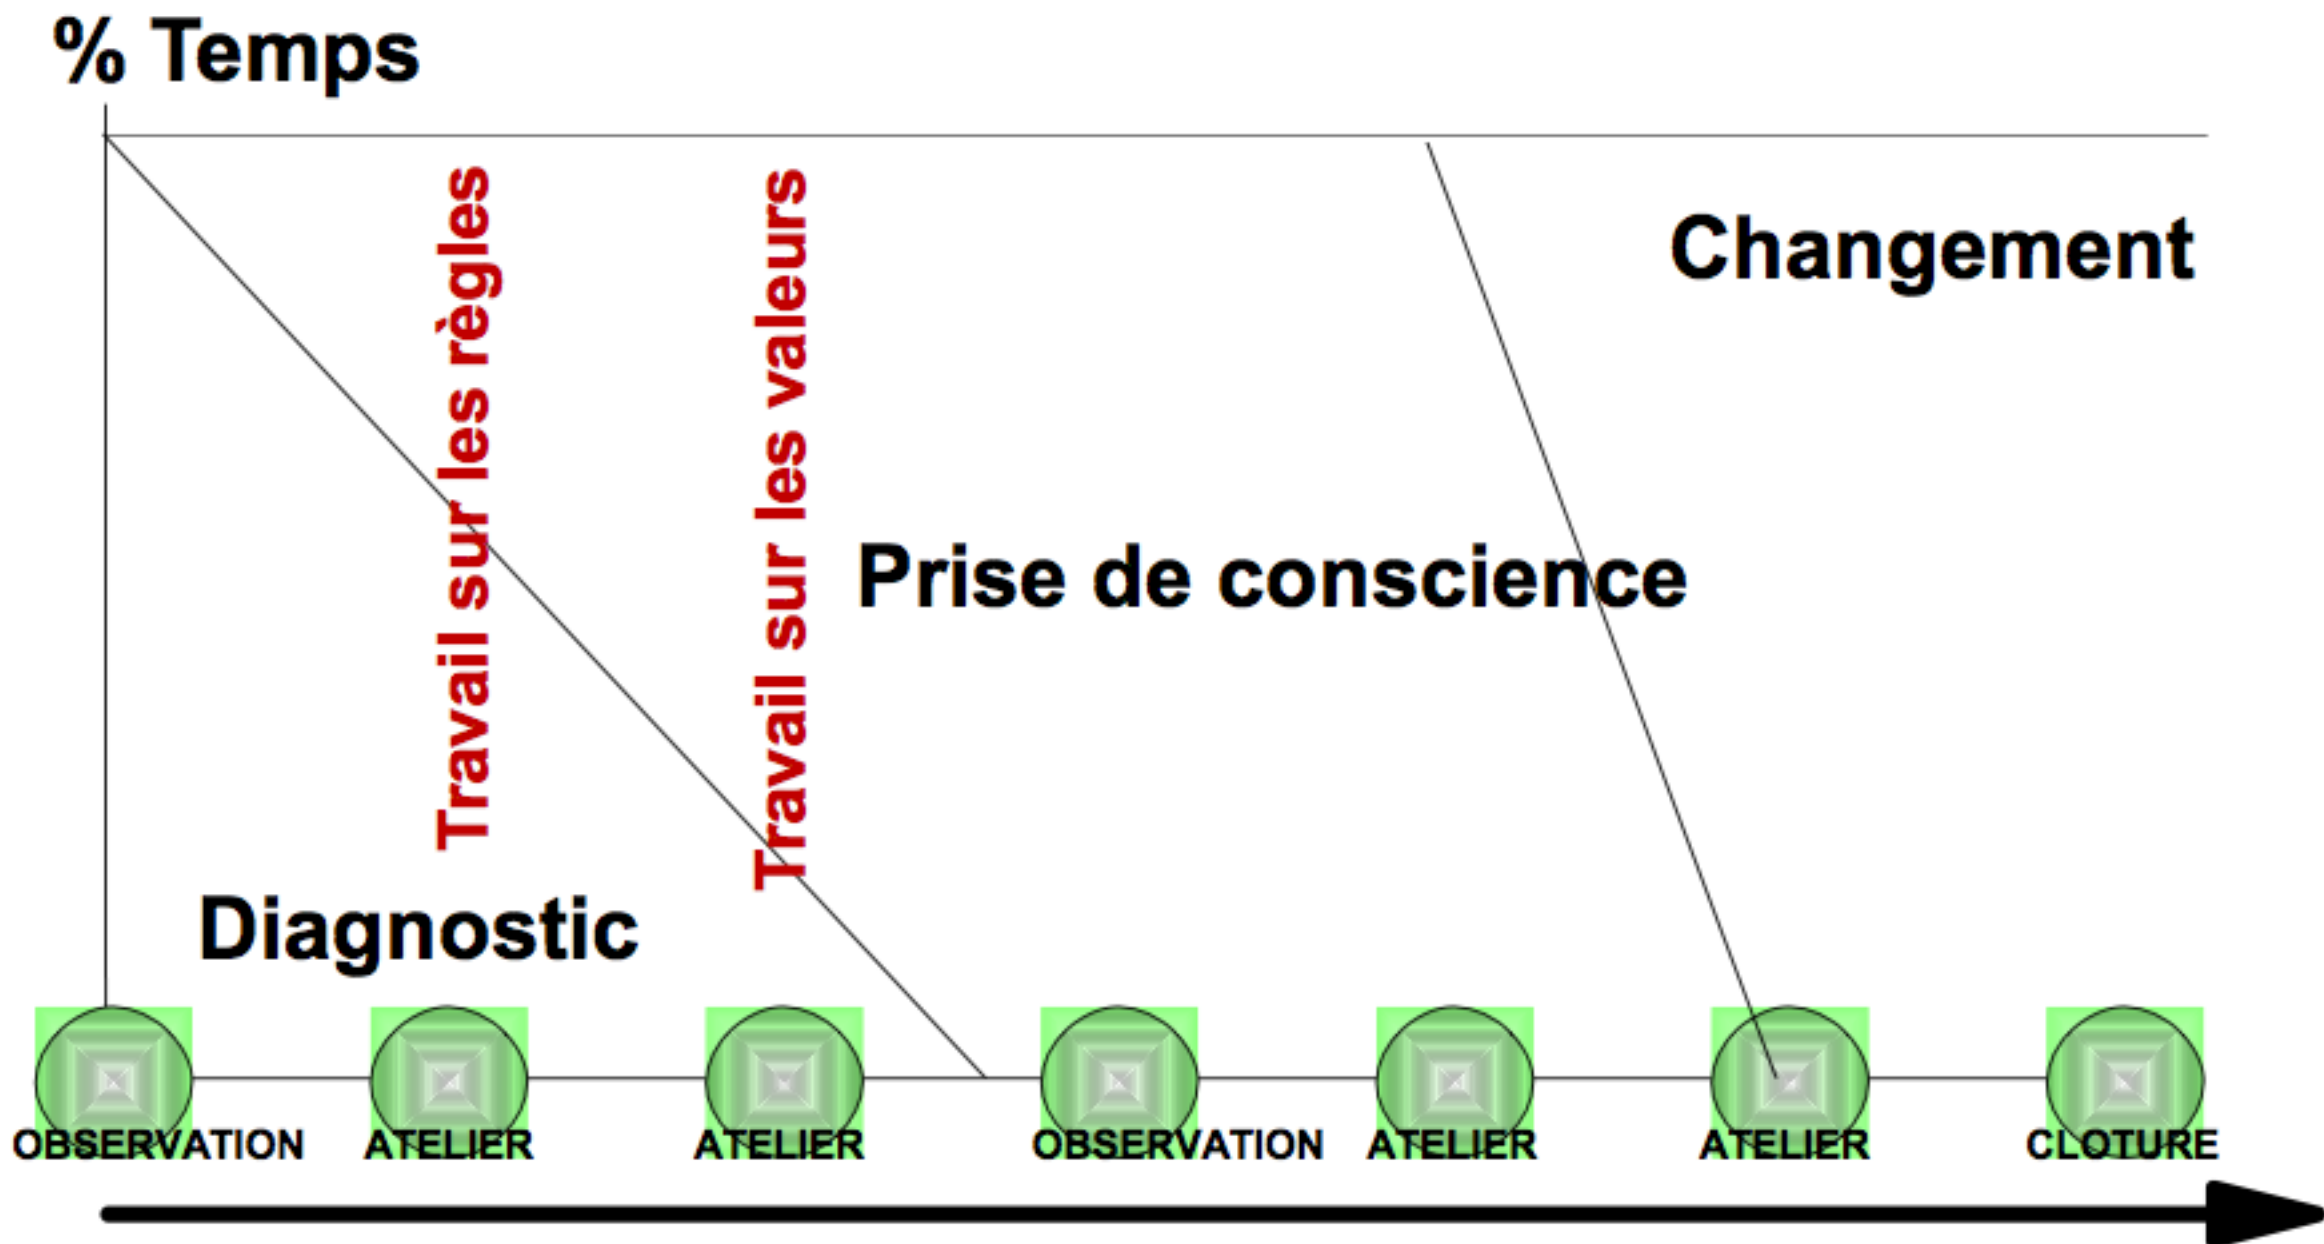 % Temps
Travail sur les règles
Travail sur les valeurs
Changement
Prise de conscience
Diagnostic
OBSERVATION
ATELIER
ATELIER
OBSERVATION
ATELIER
ATELIER
CLOTURE